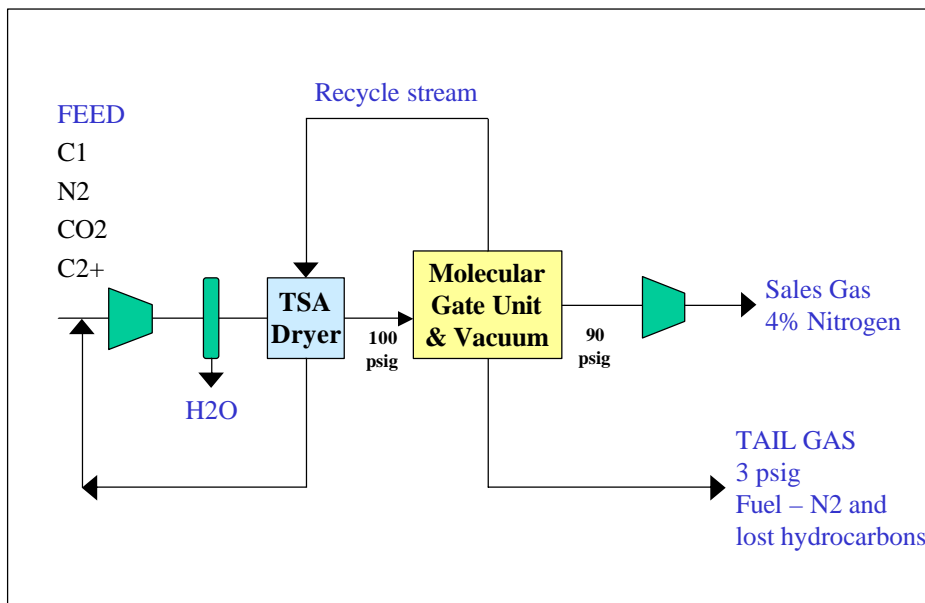 Recycle stream
FEED
C1
N2
CO2
C2+
TSA
Dryer
100
psig
Molecular
Gate Unit
& Vacuum
90
psig
Sales Gas
4% Nitrogen
H2O
TAIL GAS
3 psig
Fuel – N2 and
lost hydrocarbons